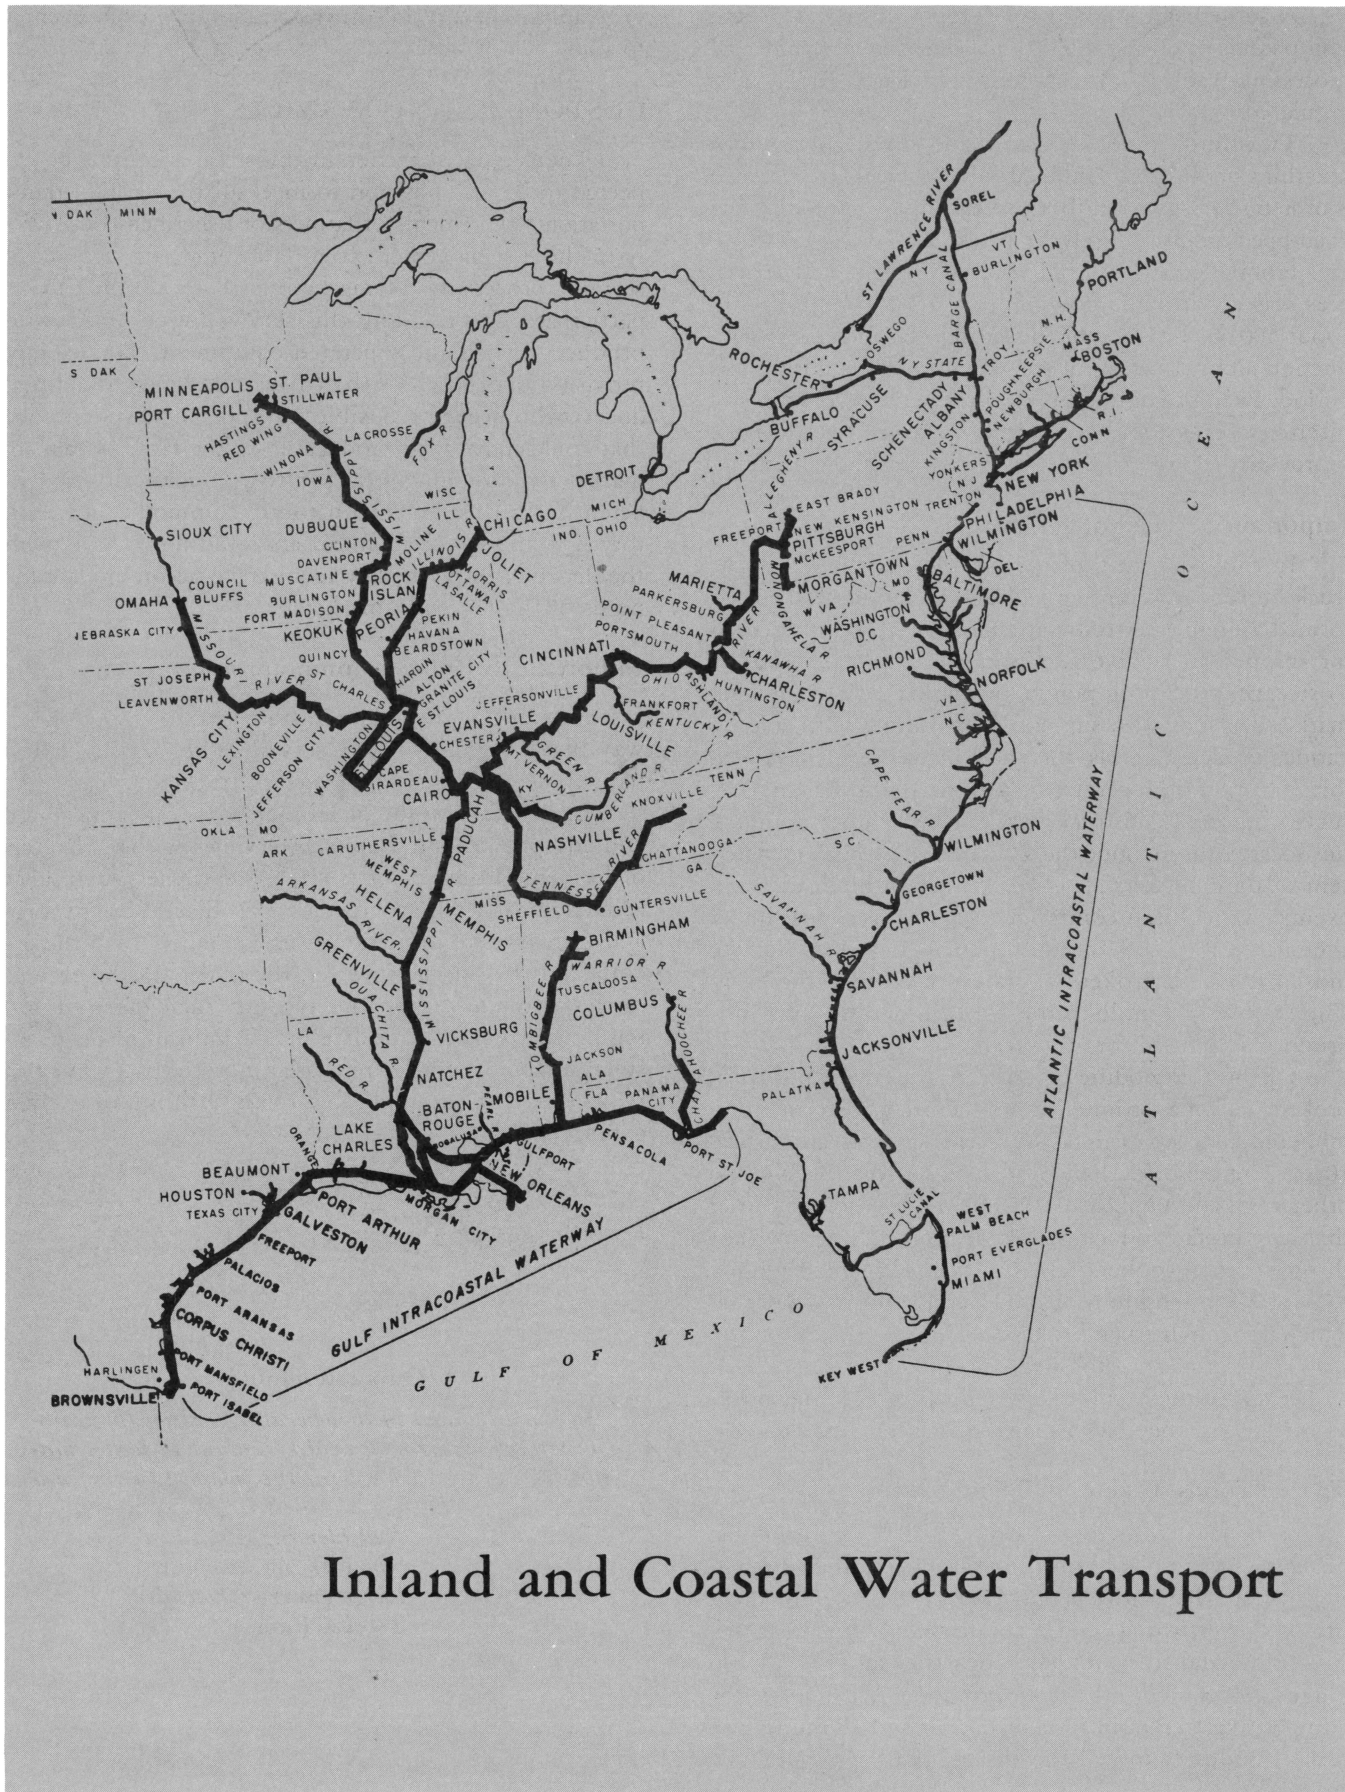 N DAK
MINN
S DAK
MINNEAPOLIS
ST. PAUL
PORT CARGILL
STILLWATER
HASTINGS
RED WING
WINONA
LA CROSSE
MISSISSIPPI R
IOWA
FOX R
WISC
ILL
MICHIGAN
SIOUX CITY
DUBUQUE
CLINTON
DAVENPORT
MOLINE
ILLINOIS R
CHICAGO
JOLIET
MORRIS
OTTAWA
LA SALLE
COUNCIL
BLUFFS
MUSCATINE
ROCK
ISLAN
BURLINGTON
FORT MADISON
OMAHA
NEBRASKA CITY
MISSOURI
RIVER
KEOKUK
PEORIA
PEKIN
HAVANA
BEARDSTOWN
QUINCY
HARDIN
ALTON
GRANITE CITY
E ST. LOUIS
ST JOSEPH
LEAVENWORTH
ST CHARLES
KANSAS CITY
LEXINGTON
BOONEVILLE
JEFFERSON CITY
WASHINGTON
ST. LOUIS
CHESTER
CAPE
GIRARDEAU
CAIRO
OKLA
MO
ARK
CARUTHERSVILLE
WEST
MEMPHIS
PADUCAH
ARKANSAS RIVER
HELENA
MEMPHIS
GREENVILLE
OUACHITA R
MISSISSIPPI R
VICKSBURG
LA
RED R
NATCHEZ
BATON
ROUGE
BOGALUSA
PEARL R
LAKE
CHARLES
ORANGE
BEAUMONT
HOUSTON
TEXAS CITY
PORT ARTHUR
GALVESTON
FREEPORT
PALACIOS
PORT ARANSAS
CORPUS CHRISTI
PORT MANSFIELD
HARLINGEN
BROWNSVILLE
PORT ISABEL
MORGAN CITY
NEW ORLEANS
GULFPORT
MOBILE
PENSACOLA
PANAMA
CITY
PORT ST JOE
GULF INTRACOASTAL WATERWAY
GULF OF MEXICO
DETROIT
MICH
IND
OHIO
CINCINNATI
JEFFERSONVILLE
EVANSVILLE
MT VERNON
LOUISVILLE
FRANKFORT
KENTUCKY R
GREEN R
KY
CUMBERLAND R
TENN
KNOXVILLE
NASHVILLE
TENNESSEE
RIVER
CHATTANOOGA
GA
MISS
SHEFFIELD
GUNTERSVILLE
BIRMINGHAM
WARRIOR R
TUSCALOOSA
TOMBIGBEE R
COLUMBUS
CHATTAHOOCHEE R
JACKSON
ALA
FLA
MARIETTA
PARKERSBURG
POINT PLEASANT
PORTSMOUTH
OHIO
RIVER
ASHLAND
HUNTINGTON
KANAWHA R
CHARLESTON
W VA
FREEPORT
EAST BRADY
NEW KENSINGTON
PITTSBURGH
MCKEESPORT
PENN
MORGANTOWN
MONONGAHELA R
ALLEGHENY R
MD
WASHINGTON
D.C
RICHMOND
VA
N C
NORFOLK
BALTIMORE
DEL
WILMINGTON
PHILADELPHIA
TRENTON
N J
NEW YORK
YONKERS
KINGSTON
NEWBURGH
POUGHKEEPSIE
ALBANY
SCHENECTADY
TROY
SYRACUSE
BUFFALO
ROCHESTER
OSWEGO
N Y STATE
BARGE CANAL
ST LAWRENCE RIVER
SOREL
N Y
VT
BURLINGTON
N.H.
MASS
BOSTON
PORTLAND
CONN
R.I.
CAPE FEAR R
WILMINGTON
S C
GEORGETOWN
CHARLESTON
SAVANNAH R
SAVANNAH
JACKSONVILLE
PALATKA
TAMPA
ST LUCIE
CANAL
WEST
PALM BEACH
PORT EVERGLADES
MIAMI
KEY WEST
ATLANTIC INTRACOASTAL WATERWAY
ATLANTIC OCEAN
Inland and Coastal Water Transport